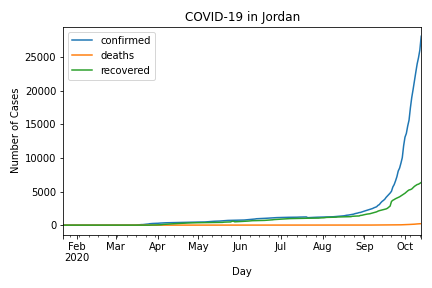 COVID-19 in Jordan
confirmed
deaths
recovered
Number of Cases
25000
20000
15000
10000
5000
0
Feb Mar Apr May Jun Jul Aug Sep Oct
2020
Day